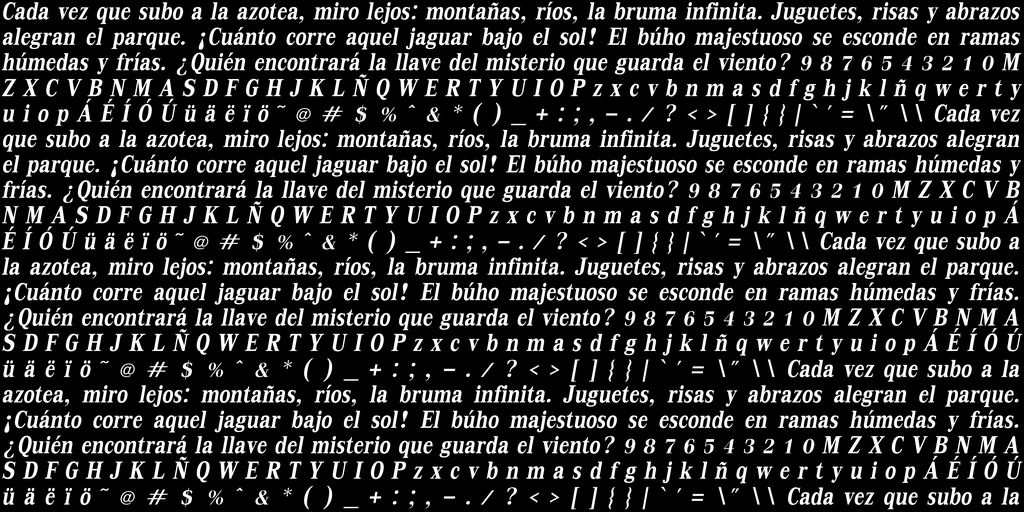 Cada vez que subo a la azotea, miro lejos: montañas, ríos, la bruma infinita. Juguetes, risas y abrazos
alegran el parque. ¡Cuánto corre aquel jaguar bajo el sol! El búho majestuoso se esconde en ramas
húmedas y frías. ¿Quién encontrará la llave del misterio que guarda el viento? 9 8 7 6 5 4 3 2 1 0 M
Z X C V B N M A S D F G H J K L Ñ Q W E R T Y U I O P z x c v b n m a s d f g h j k l ñ q w e r t y
u i o p Á É Í Ó Ú ü ä ë ï ö ~ @ # $ % ^ & * ( ) _ + : ; , - . / ? < > [ ] { } | ` ´ = \ " \ \ Cada vez
que subo a la azotea, miro lejos: montañas, ríos, la bruma infinita. Juguetes, risas y abrazos alegran
el parque. ¡Cuánto corre aquel jaguar bajo el sol! El búho majestuoso se esconde en ramas húmedas y
frías. ¿Quién encontrará la llave del misterio que guarda el viento? 9 8 7 6 5 4 3 2 1 0 M Z X C V B
N M A S D F G H J K L Ñ Q W E R T Y U I O P z x c v b n m a s d f g h j k l ñ q w e r t y u i o p Á
É Í Ó Ú ü ä ë ï ö ~ @ # $ % ^ & * ( ) _ + : ; , - . / ? < > [ ] { } | ` ´ = \ " \ \ Cada vez que subo a
la azotea, miro lejos: montañas, ríos, la bruma infinita. Juguetes, risas y abrazos alegran el parque.
¡Cuánto corre aquel jaguar bajo el sol! El búho majestuoso se esconde en ramas húmedas y frías.
¿Quién encontrará la llave del misterio que guarda el viento? 9 8 7 6 5 4 3 2 1 0 M Z X C V B N M A
S D F G H J K L Ñ Q W E R T Y U I O P z x c v b n m a s d f g h j k l ñ q w e r t y u i o p Á É Í Ó Ú
ü ä ë ï ö ~ @ # $ % ^ & * ( ) _ + : ; , - . / ? < > [ ] { } | ` ´ = \ " \ \ Cada vez que subo a la
azotea, miro lejos: montañas, ríos, la bruma infinita. Juguetes, risas y abrazos alegran el parque.
¡Cuánto corre aquel jaguar bajo el sol! El búho majestuoso se esconde en ramas húmedas y frías.
¿Quién encontrará la llave del misterio que guarda el viento? 9 8 7 6 5 4 3 2 1 0 M Z X C V B N M A
S D F G H J K L Ñ Q W E R T Y U I O P z x c v b n m a s d f g h j k l ñ q w e r t y u i o p Á É Í Ó Ú
ü ä ë ï ö ~ @ # $ % ^ & * ( ) _ + : ; , - . / ? < > [ ] { } | ` ´ = \ " \ \ Cada vez que subo a la